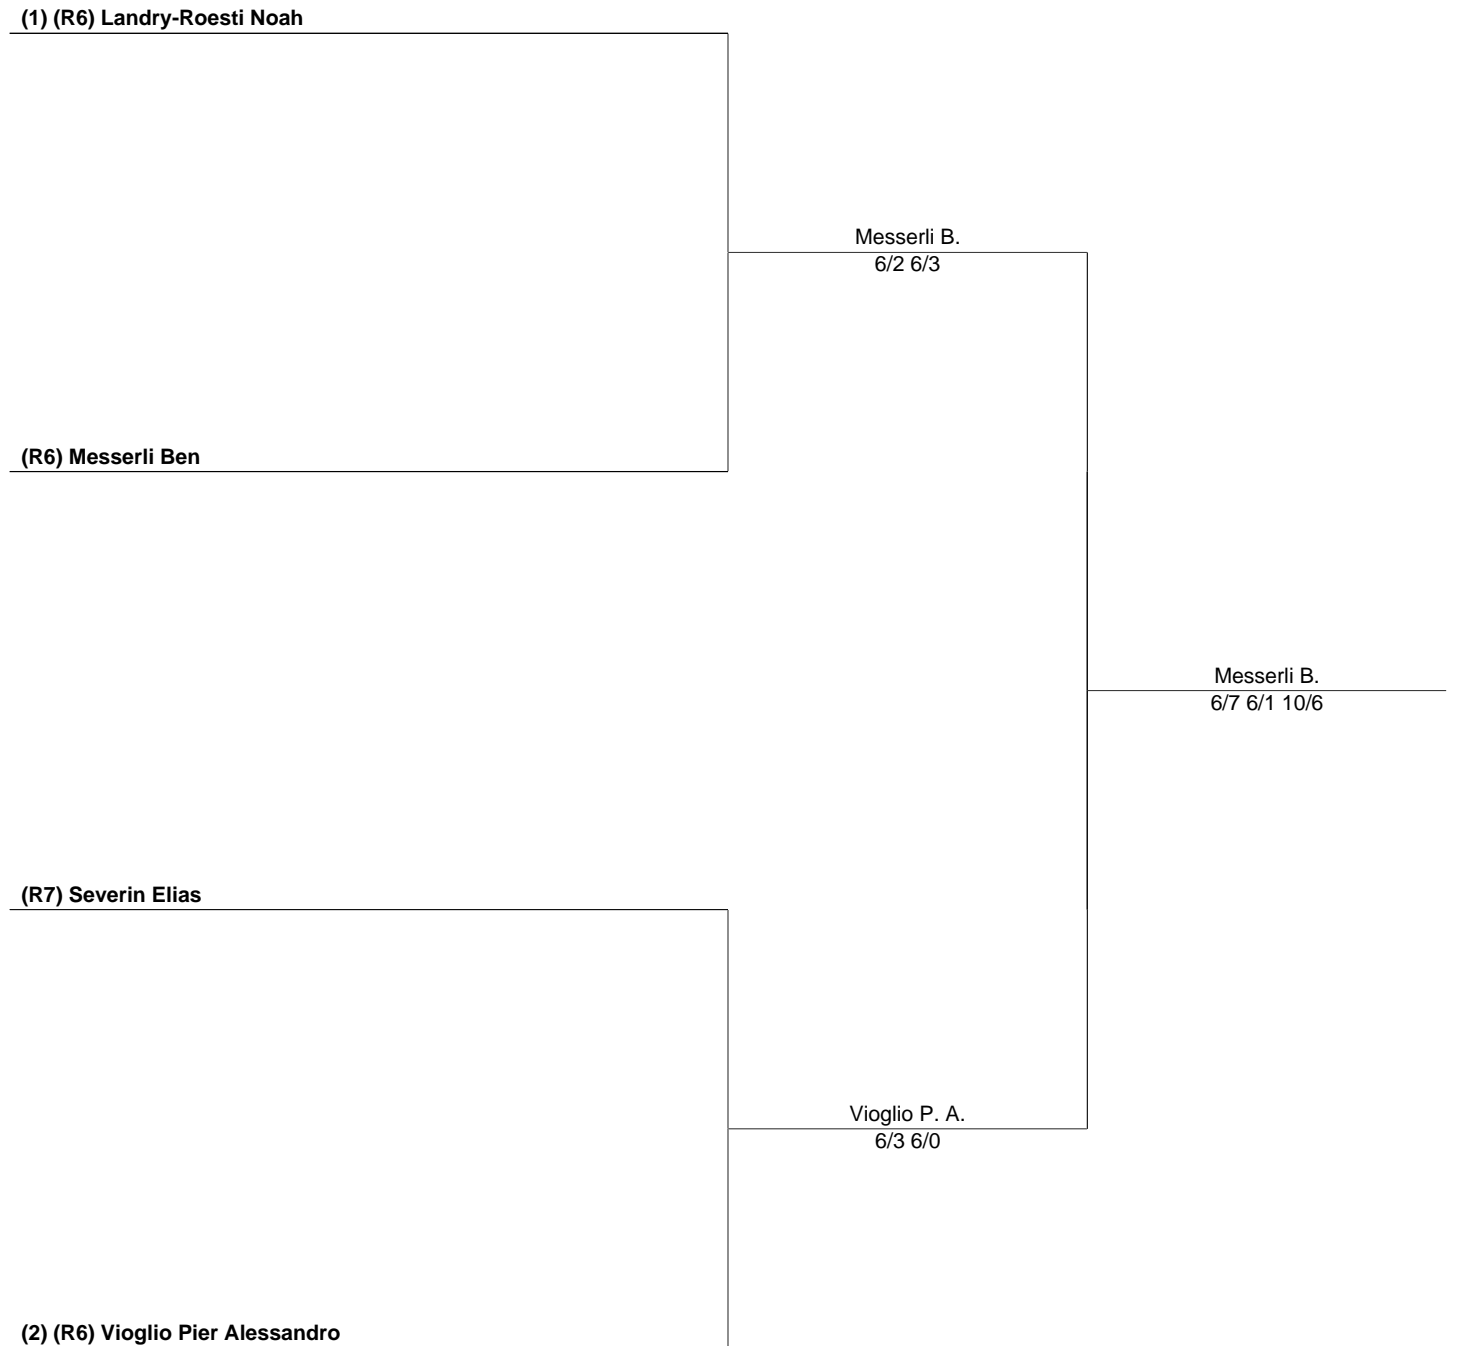 (1) (R6) Landry-Roesti Noah
Messerli B.
6/2 6/3
(R6) Messerli Ben
Messerli B.
6/7 6/1 10/6
(R7) Severin Elias
Vioglio P. A.
6/3 6/0
(2) (R6) Vioglio Pier Alessandro